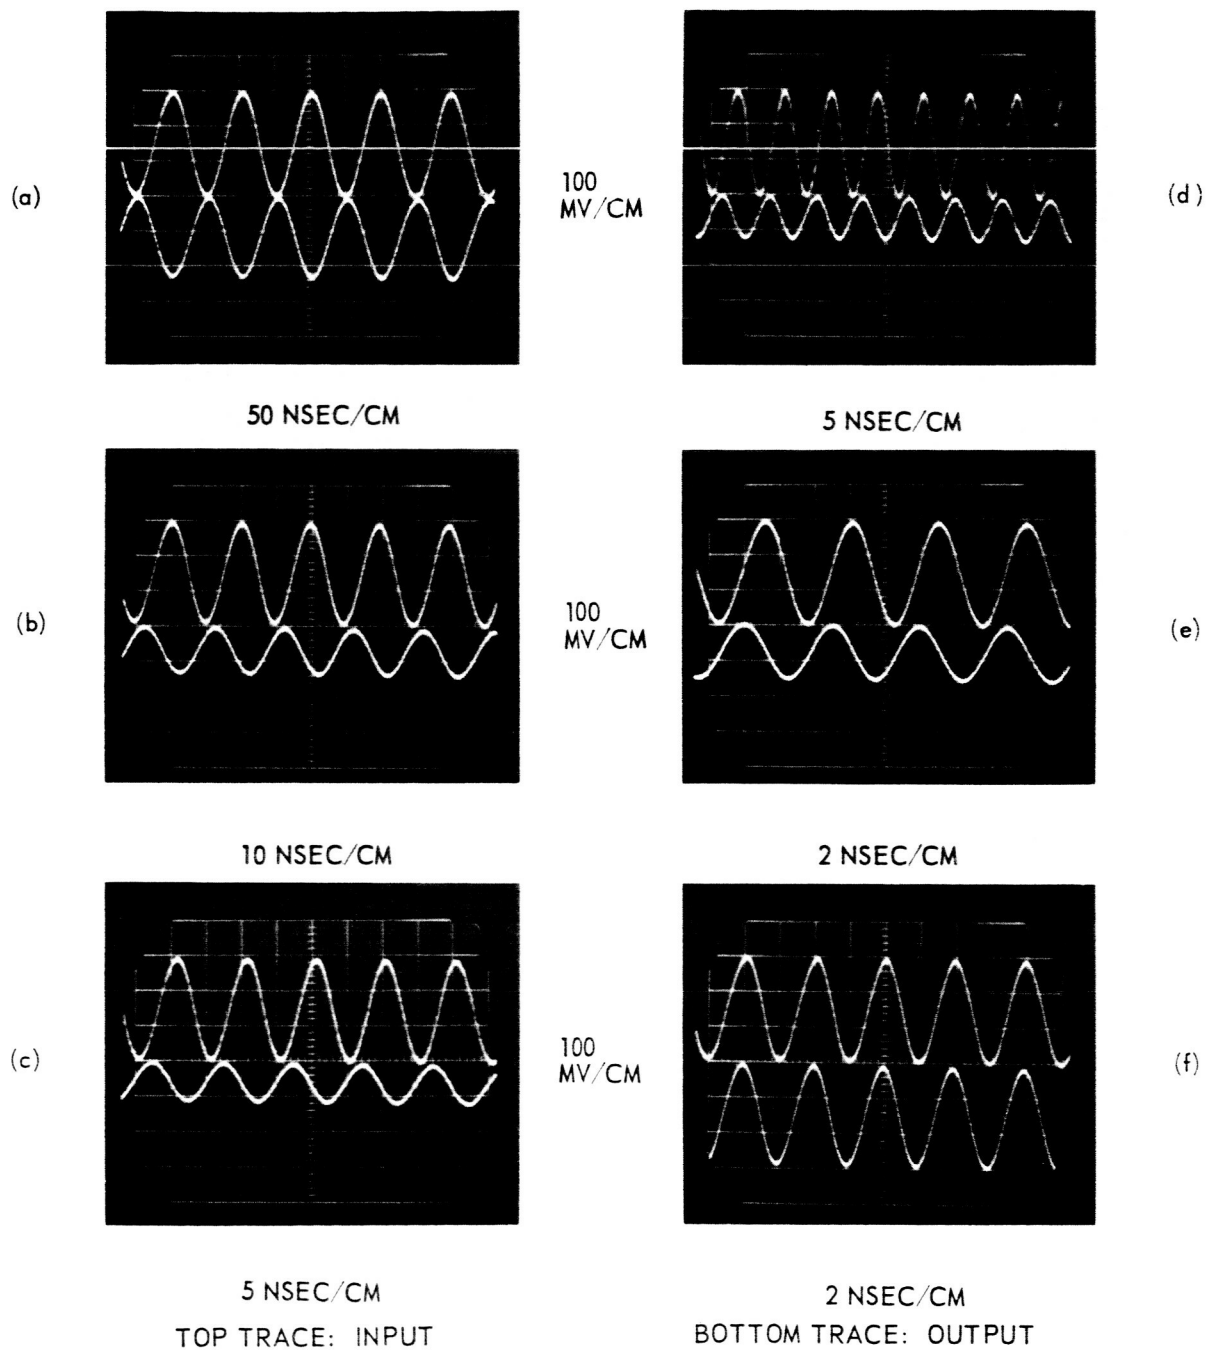 (a)
100
MV/CM
(d)
50 NSEC/CM
5 NSEC/CM
(b)
100
MV/CM
(e)
10 NSEC/CM
2 NSEC/CM
(c)
100
MV/CM
(f)
5 NSEC/CM
2 NSEC/CM
TOP TRACE: INPUT
BOTTOM TRACE: OUTPUT